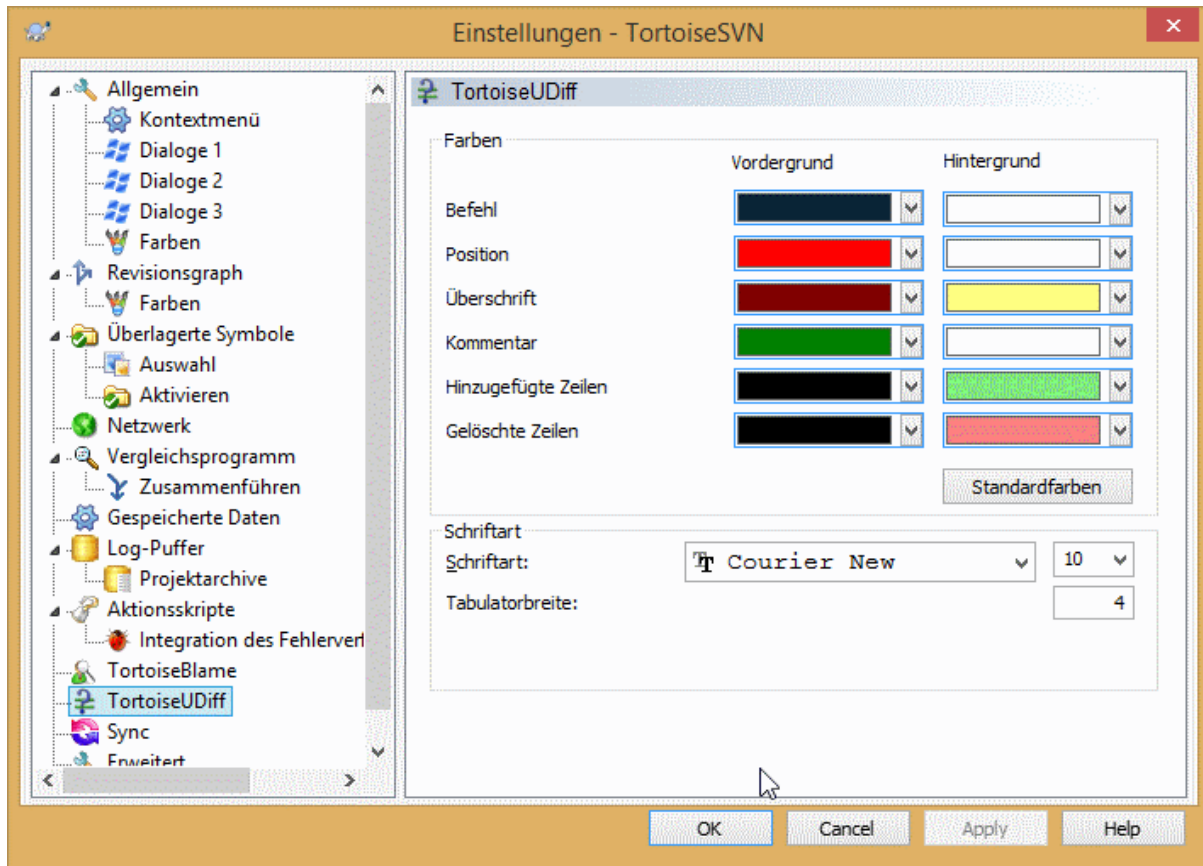 Einstellungen - TortoiseSVN
Allgemein
Kontextmenü
Dialoge 1
Dialoge 2
Dialoge 3
Farben
Revisionsgraph
Farben
Überlagerte Symbole
Auswahl
Aktivieren
Netzwerk
Vergleichsprogramm
Zusammenführen
Gespeicherte Daten
Log-Puffer
Projektarchive
Aktionsskripte
Integration des Fehlervert
TortoiseBlame
TortoiseUDiff
Sync
Erweitert
TortoiseUDiff
Farben
Vordergrund Hintergrund
Befehl
Position
Überschrift
Kommentar
Hinzugefügte Zeilen
Gelöschte Zeilen
Standardfarben
Schriftart
Schriftart: Courier New 10
Tabulatorbreite: 4
OK Cancel Apply Help